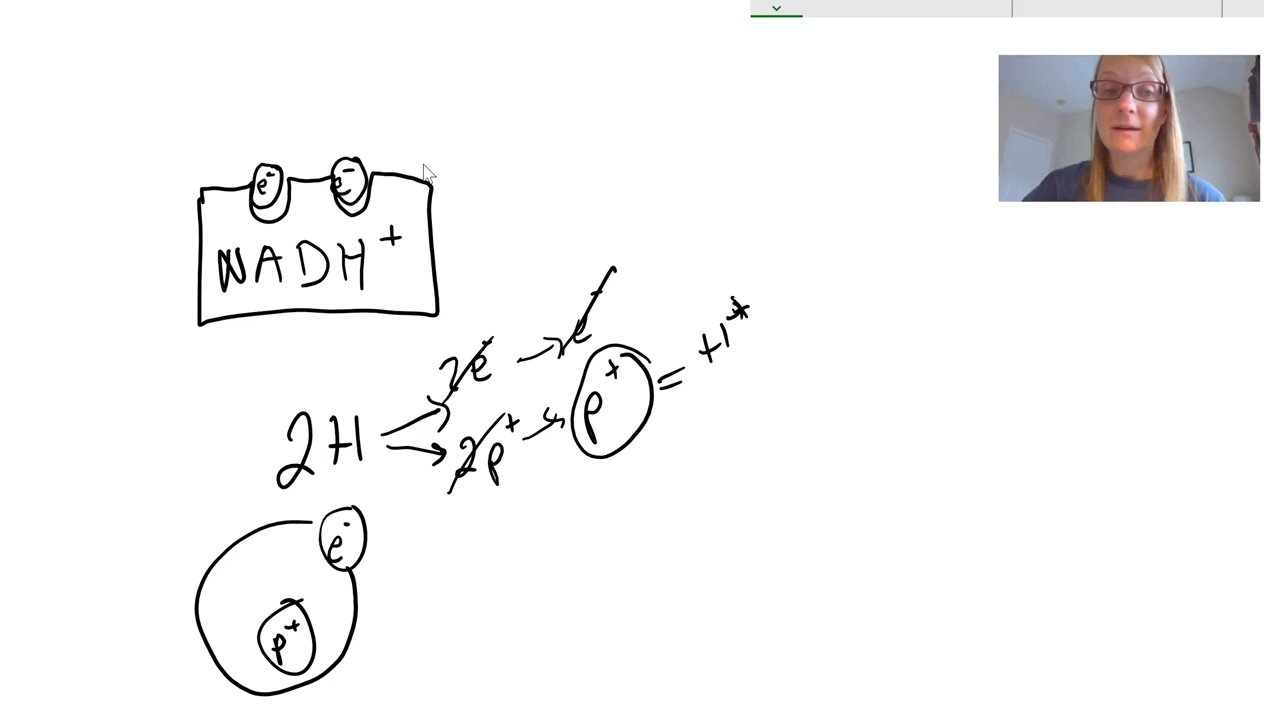 e⁻ e⁻
NADH⁺
2e⁻ → e⁻
= +1
2H
2p⁺ → p⁺
e⁻
p⁺